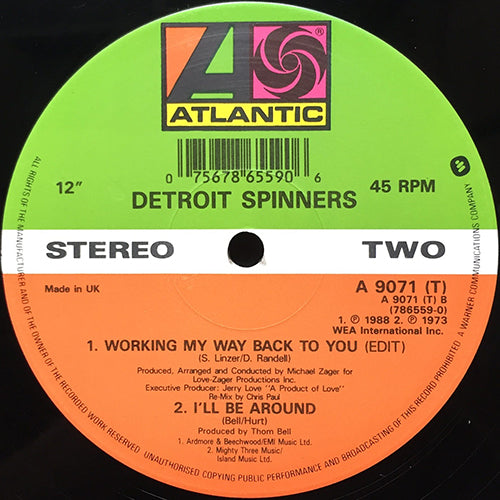 ATLANTIC
0 75678 65590 6
12"
DETROIT SPINNERS
45 RPM
STEREO
TWO
Made in UK
A 9071 (T)
A 9071 (T) B
(786559-0)
1. ℗ 1988 2. ℗ 1973
WEA International Inc.
1. WORKING MY WAY BACK TO YOU (EDIT)
(S. Linzer/D. Randell)
Produced, Arranged and Conducted by Michael Zager for
Love-Zager Productions Inc.
Executive Producer: Jerry Love "A Product of Love"
Re-Mix by Chris Paul
2. I'LL BE AROUND
(Bell/Hurt)
Produced by Thom Bell
1. Ardmore & Beechwood/EMI Music Ltd.
2. Mighty Three Music/
Island Music Ltd.
ALL RIGHTS OF THE MANUFACTURER AND OF THE OWNER OF THE RECORDED WORK RESERVED. UNAUTHORISED COPYING PUBLIC PERFORMANCE AND BROADCASTING OF THIS RECORD PROHIBITED. A WARNER COMMUNICATIONS COMPANY